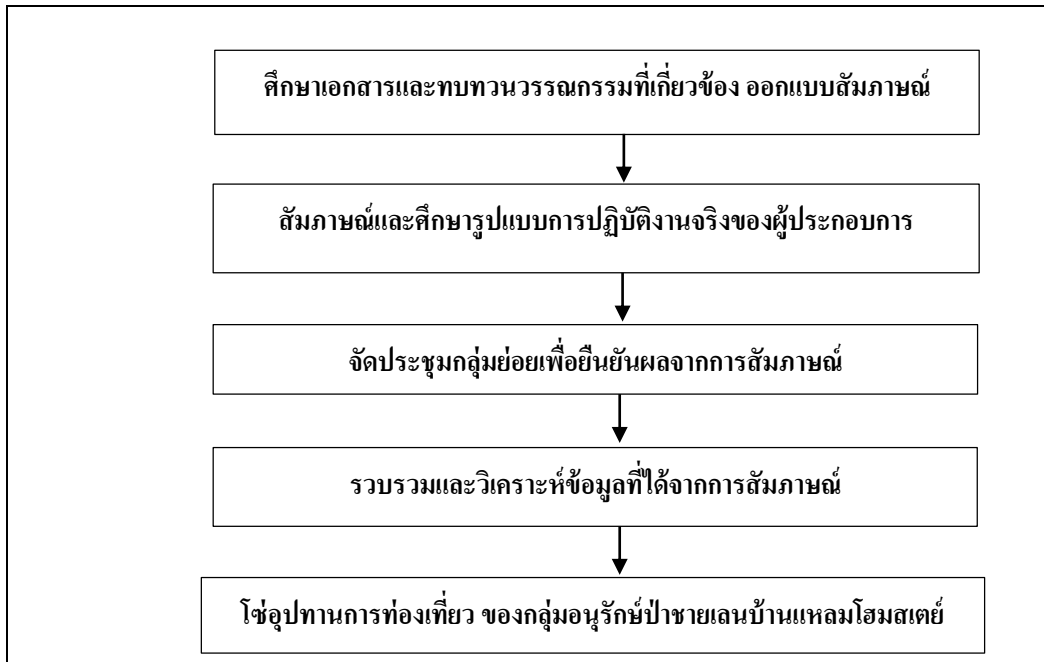 ศึกษาเอกสารและทบทวนวรรณกรรมที่เกี่ยวข้อง ออกแบบสัมภาษณ์
สัมภาษณ์และศึกษารูปแบบการปฏิบัติงานจริงของผู้ประกอบการ
จัดประชุมกลุ่มย่อยเพื่อยืนยันผลจากการสัมภาษณ์
รวบรวมและวิเคราะห์ข้อมูลที่ได้จากการสัมภาษณ์
โซ่อุปทานการท่องเที่ยว ของกลุ่มอนุรักษ์ป่าชายเลนบ้านแหลมโฮมสเตย์